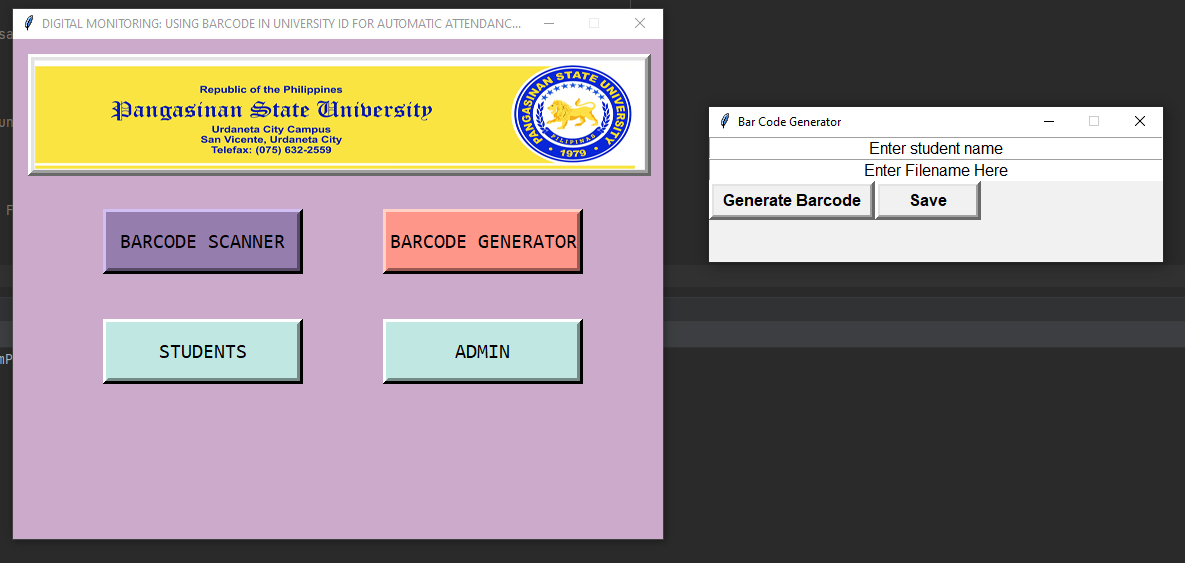 DIGITAL MONITORING: USING BARCODE IN UNIVERSITY ID FOR AUTOMATIC ATTENDANC...
Republic of the Philippines
Pangasinan State University
Urdaneta City Campus
San Vicente, Urdaneta City
Telefax: (075) 632-2559
PANGASINAN STATE UNIVERSITY
PILIPINAS
1979
BARCODE SCANNER
BARCODE GENERATOR
STUDENTS
ADMIN
Bar Code Generator
Enter student name
Enter Filename Here
Generate Barcode
Save